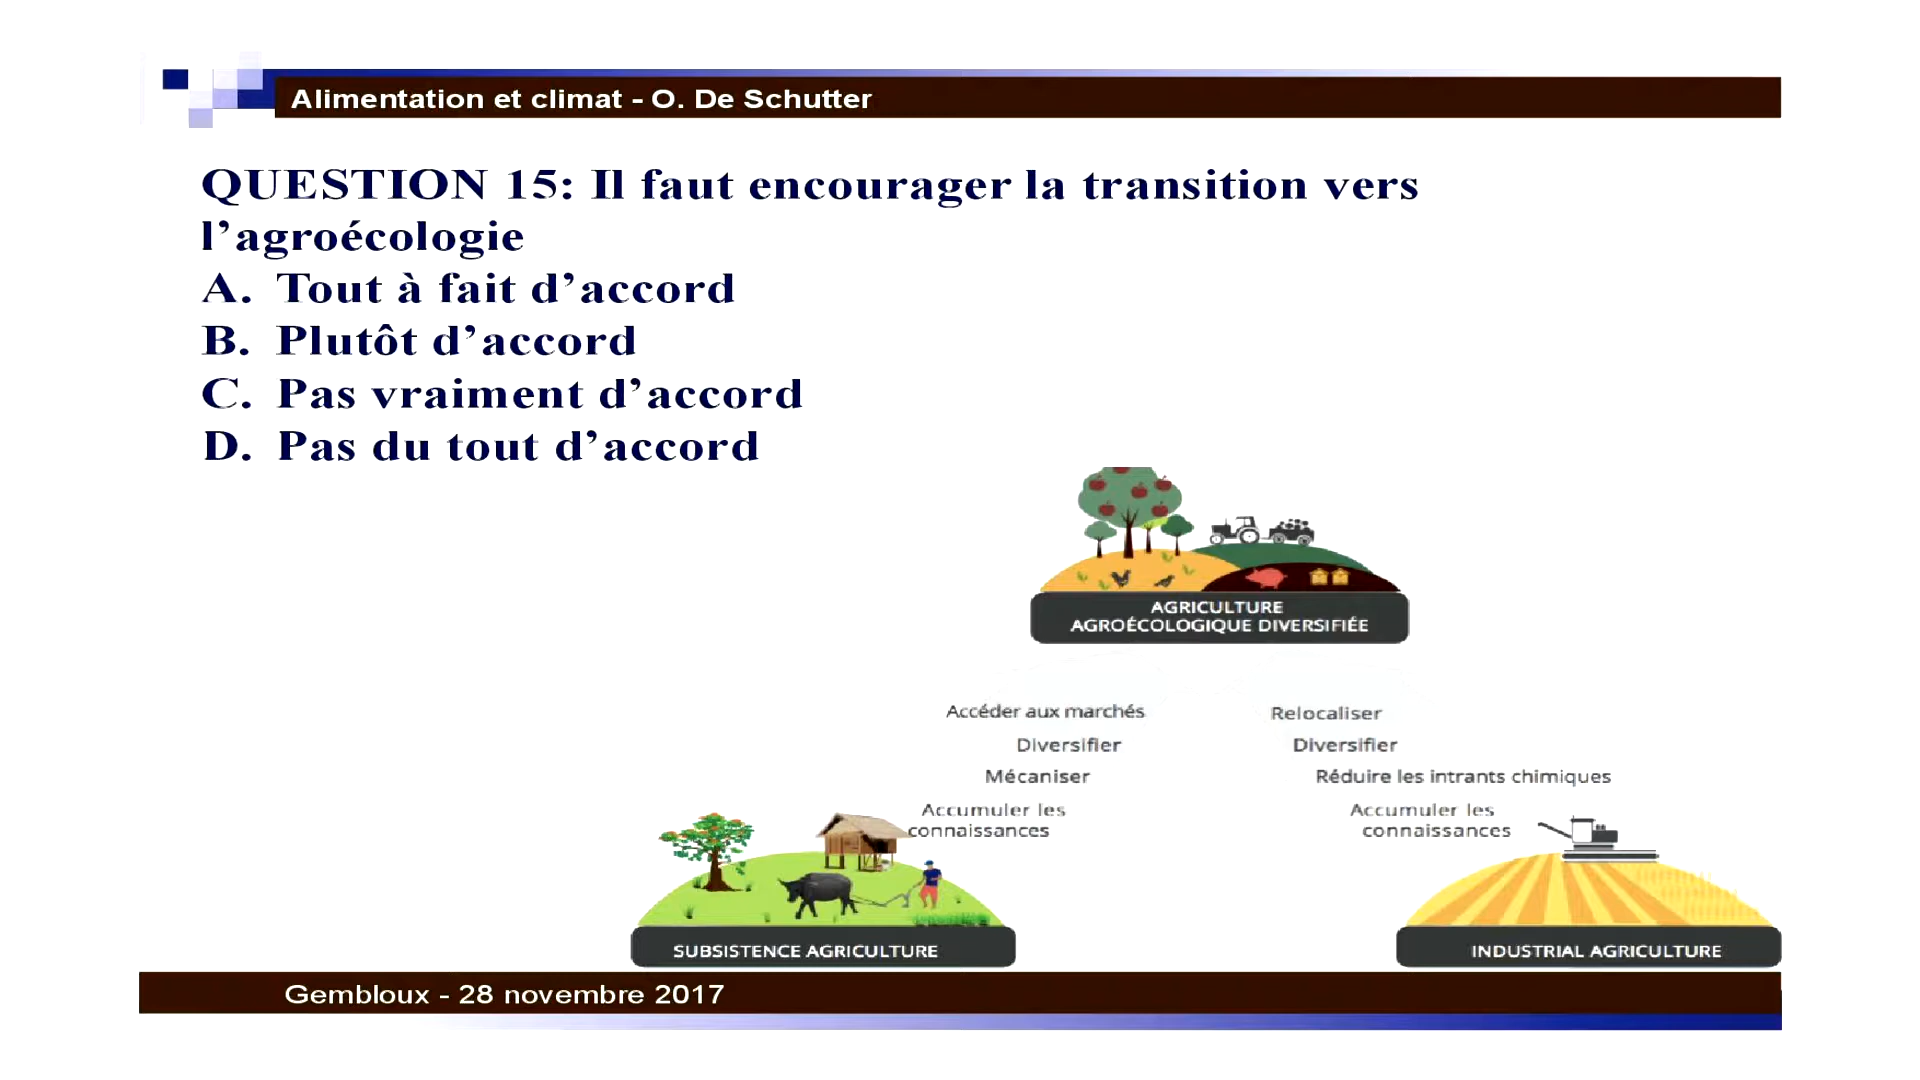 Alimentation et climat - O. De Schutter
QUESTION 15: Il faut encourager la transition vers
l’agroécologie
A. Tout à fait d’accord
B. Plutôt d’accord
C. Pas vraiment d’accord
D. Pas du tout d’accord
AGRICULTURE
AGROÉCOLOGIQUE DIVERSIFIÉE
Accéder aux marchés
Diversifier
Mécaniser
Accumuler les
connaissances
Relocaliser
Diversifier
Réduire les intrants chimiques
Accumuler les
connaissances
SUBSISTENCE AGRICULTURE
INDUSTRIAL AGRICULTURE
Gembloux - 28 novembre 2017